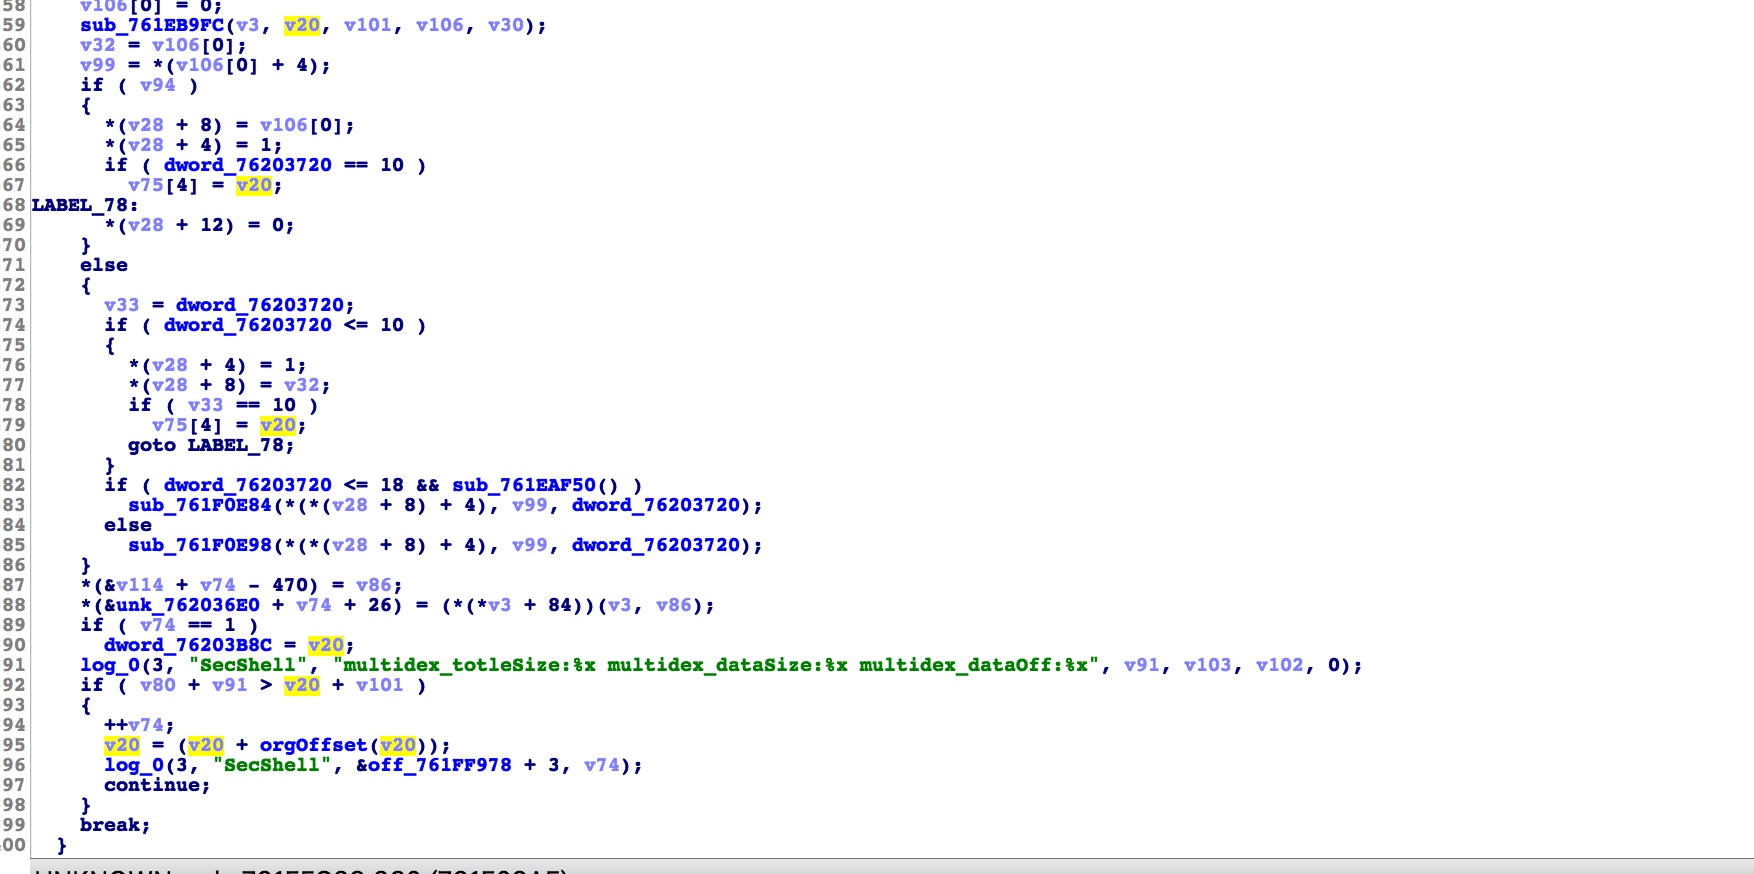 58 v106[0] = 0;
59 sub_761EB9FC(v3, v20, v101, v106, v30);
60 v32 = v106[0];
61 v99 = *(v106[0] + 4);
62 if ( v94 )
63 {
64 *(v28 + 8) = v106[0];
65 *(v28 + 4) = 1;
66 if ( dword_76203720 == 10 )
67 v75[4] = v20;
68 LABEL_78:
69 *(v28 + 12) = 0;
70 }
71 else
72 {
73 v33 = dword_76203720;
74 if ( dword_76203720 <= 10 )
75 {
76 *(v28 + 4) = 1;
77 *(v28 + 8) = v32;
78 if ( v33 == 10 )
79 v75[4] = v20;
80 goto LABEL_78;
81 }
82 if ( dword_76203720 <= 18 && sub_761EAF50() )
83 sub_761F0E84(*(*(v28 + 8) + 4), v99, dword_76203720);
84 else
85 sub_761F0E98(*(*(v28 + 8) + 4), v99, dword_76203720);
86 }
87 *(&v114 + v74 - 470) = v86;
88 *(&unk_762036E0 + v74 + 26) = (*(*v3 + 84))(v3, v86);
89 if ( v74 == 1 )
90 dword_76203B8C = v20;
91 log_0(3, "SecShell", "multidex_totleSize:%x multidex_dataSize:%x multidex_dataOff:%x", v91, v103, v102, 0);
92 if ( v80 + v91 > v20 + v101 )
93 {
94 ++v74;
95 v20 = (v20 + orgOffset(v20));
96 log_0(3, "SecShell", &off_761FF978 + 3, v74);
97 continue;
98 }
99 break;
00 }